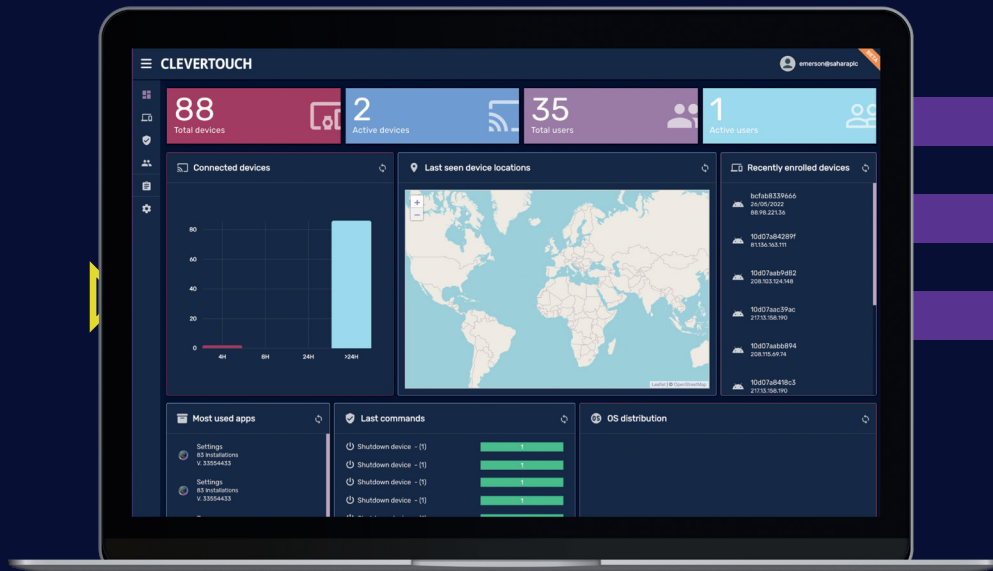 CLEVERTOUCH
emerson@saharaplc
BETA
88
Total devices
2
Active devices
35
Total users
1
Active users
Connected devices
80
60
40
20
0
4H
8H
24H
>24H
Last seen device locations
+
−
Leaflet | © OpenStreetMap
Recently enrolled devices
bcfab8339666
26/05/2022
88.98.221.36
10d07a84289f
81.136.163.111
10d07aab9d82
208.103.124.148
10d07aac39ac
217.13.158.190
10d07aabb894
208.115.69.74
10d07a8418c3
217.13.158.190
Most used apps
Settings
83 Installations
V. 33554433
Settings
83 Installations
V. 33554433
Last commands
Shutdown device - (1)
1
Shutdown device - (1)
1
Shutdown device - (1)
1
Shutdown device - (1)
1
OS distribution